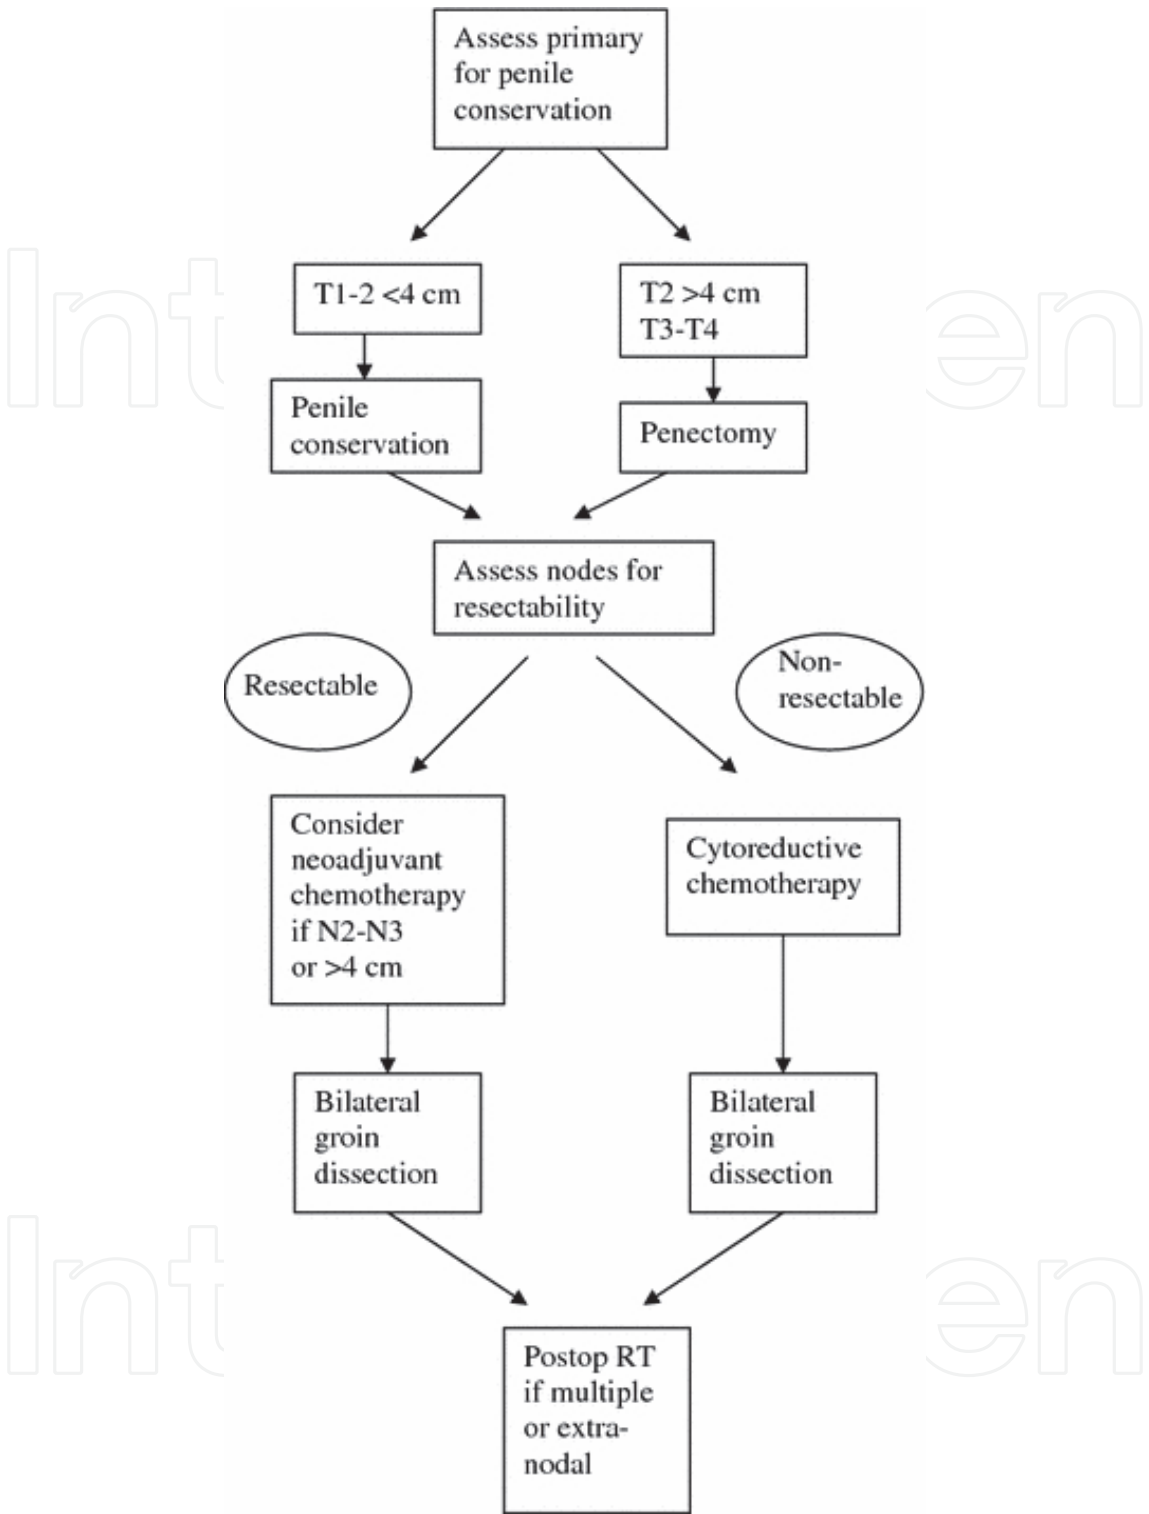 Assess primary
for penile
conservation
T1-2 <4 cm
T2 >4 cm
T3-T4
Penile
conservation
Penectomy
Assess nodes for
resectability
Resectable
Non-
resectable
Consider
neoadjuvant
chemotherapy
if N2-N3
or >4 cm
Cytoreductive
chemotherapy
Bilateral
groin
dissection
Bilateral
groin
dissection
Postop RT
if multiple
or extra-
nodal